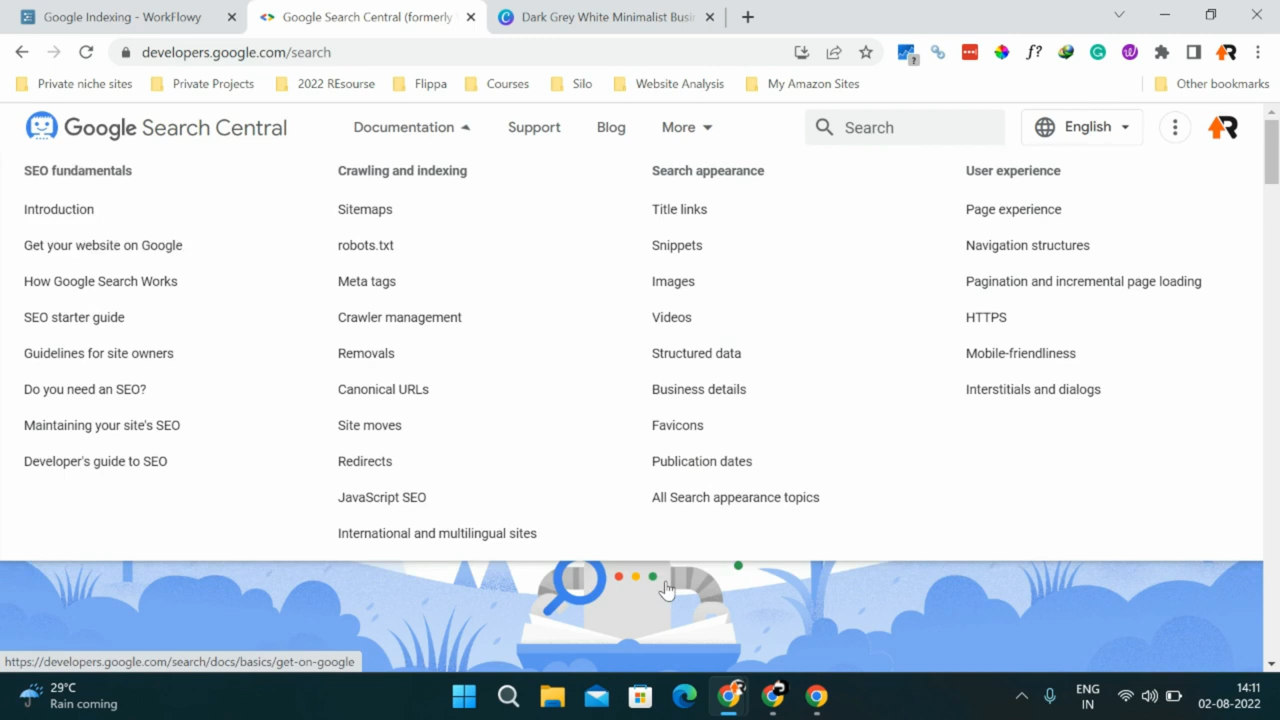 Google Indexing - WorkFlowy
Google Search Central (formerly
Dark Grey White Minimalist Busi
developers.google.com/search
f?
Private niche sites
Private Projects
2022 REsourse
Flippa
Courses
Silo
Website Analysis
My Amazon Sites
Other bookmarks
Google Search Central
Documentation
Support
Blog
More
Search
English
SEO fundamentals
Introduction
Get your website on Google
How Google Search Works
SEO starter guide
Guidelines for site owners
Do you need an SEO?
Maintaining your site's SEO
Developer's guide to SEO
Crawling and indexing
Sitemaps
robots.txt
Meta tags
Crawler management
Removals
Canonical URLs
Site moves
Redirects
JavaScript SEO
International and multilingual sites
Search appearance
Title links
Snippets
Images
Videos
Structured data
Business details
Favicons
Publication dates
All Search appearance topics
User experience
Page experience
Navigation structures
Pagination and incremental page loading
HTTPS
Mobile-friendliness
Interstitials and dialogs
https://developers.google.com/search/docs/basics/get-on-google
29°C
Rain coming
ENG
IN
14:11
02-08-2022